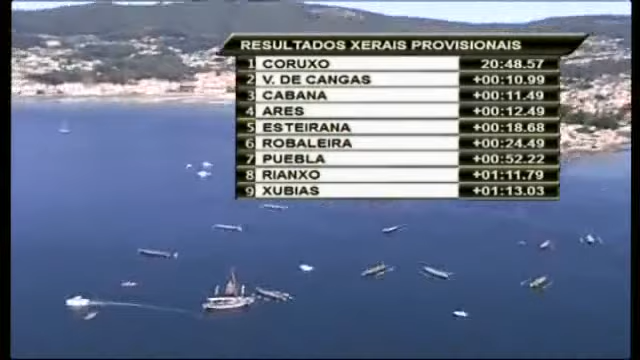 RESULTADOS XERAIS PROVISIONAIS
1 CORUXO 20:48.57
2 V. DE CANGAS +00:10.99
3 CABANA +00:11.49
4 ARES +00:12.49
5 ESTEIRANA +00:18.68
6 ROBALEIRA +00:24.49
7 PUEBLA +00:52.22
8 RIANXO +01:11.79
9 XUBIAS +01:13.03